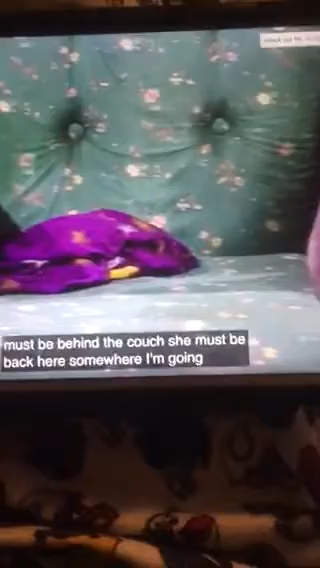 must be behind the couch she must be
back here somewhere I'm going